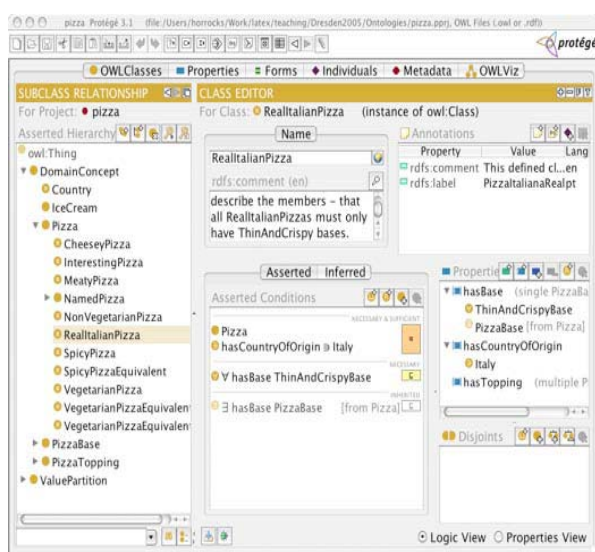 pizza Protégé 3.1 (file:/Users/horrocks/Work/latex/teaching/Dresden2005/Ontologies/pizza.pprj, OWL Files (.owl or .rdf))
protégé
OWLClasses Properties Forms Individuals Metadata OWLViz
SUBCLASS RELATIONSHIP
For Project: pizza
Asserted Hierarchy
owl:Thing
DomainConcept
Country
IceCream
Pizza
CheeseyPizza
InterestingPizza
MeatyPizza
NamedPizza
NonVegetarianPizza
RealItalianPizza
SpicyPizza
SpicyPizzaEquivalent
VegetarianPizza
VegetarianPizzaEquivalen
VegetarianPizzaEquivalen
PizzaBase
PizzaTopping
ValuePartition
CLASS EDITOR
For Class: RealItalianPizza (instance of owl:Class)
Name
RealItalianPizza
rdfs:comment (en)
describe the members - that
all RealItalianPizzas must only
have ThinAndCrispy bases.
Annotations
Property Value Lang
rdfs:comment This defined cl...en
rdfs:label PizzaItalianaReal pt
Asserted Inferred
Asserted Conditions
NECESSARY & SUFFICIENT
Pizza
hasCountryOfOrigin ∋ Italy
NECESSARY
∀ hasBase ThinAndCrispyBase
INHERITED
∃ hasBase PizzaBase [from Pizza]
Propertie
hasBase (single PizzaBa
ThinAndCrispyBase
PizzaBase [from Pizza]
hasCountryOfOrigin
Italy
hasTopping (multiple P
Disjoints
Logic View Properties View